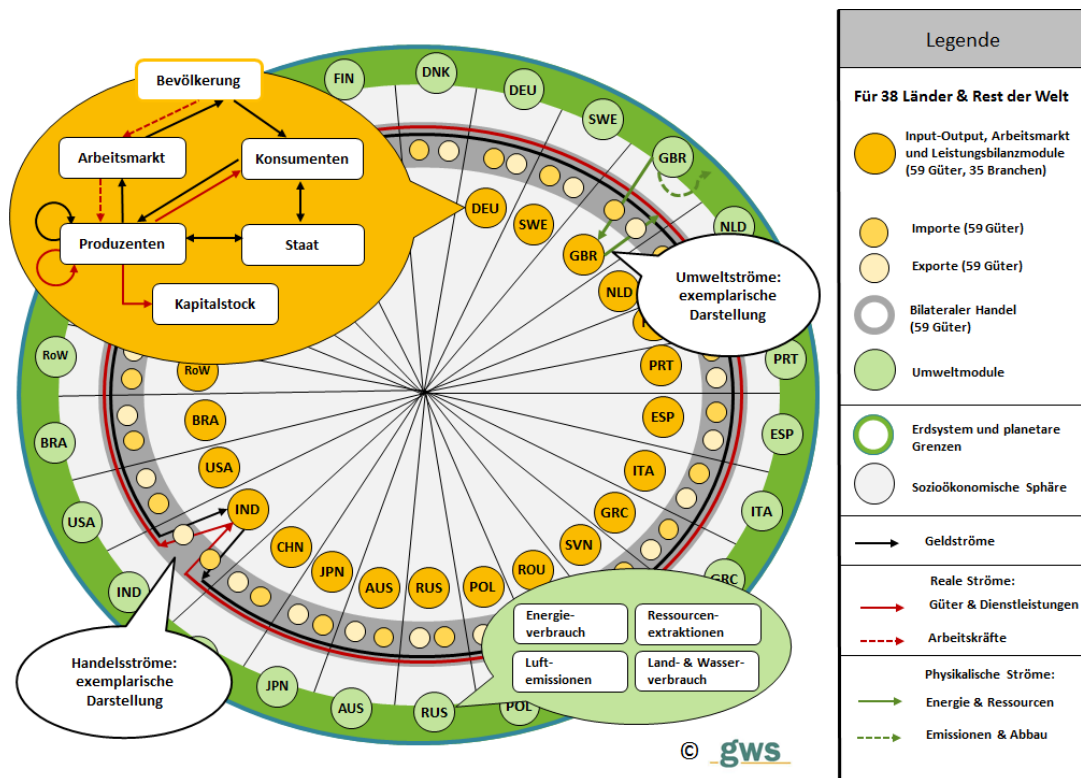 Bevölkerung
Arbeitsmarkt
Konsumenten
Produzenten
Staat
Kapitalstock
FIN
DNK
DEU
SWE
GBR
NLD
PRT
ESP
ITA
GRC
POL
RUS
AUS
JPN
IND
USA
BRA
RoW
DEU
SWE
GBR
NLD
PRT
ESP
ITA
GRC
SVN
ROU
POL
RUS
AUS
JPN
CHN
IND
USA
BRA
RoW
Umweltströme:
exemplarische
Darstellung
Handelsströme:
exemplarische
Darstellung
Energie-
verbrauch
Ressourcen-
extraktionen
Luft-
emissionen
Land- & Wasser-
verbrauch
© gws
Legende
Für 38 Länder & Rest der Welt
Input-Output, Arbeitsmarkt
und Leistungsbilanzmodule
(59 Güter, 35 Branchen)
Importe (59 Güter)
Exporte (59 Güter)
Bilateraler Handel
(59 Güter)
Umweltmodule
Erdsystem und planetare
Grenzen
Sozioökonomische Sphäre
Geldströme
Reale Ströme:
Güter & Dienstleistungen
Arbeitskräfte
Physikalische Ströme:
Energie & Ressourcen
Emissionen & Abbau